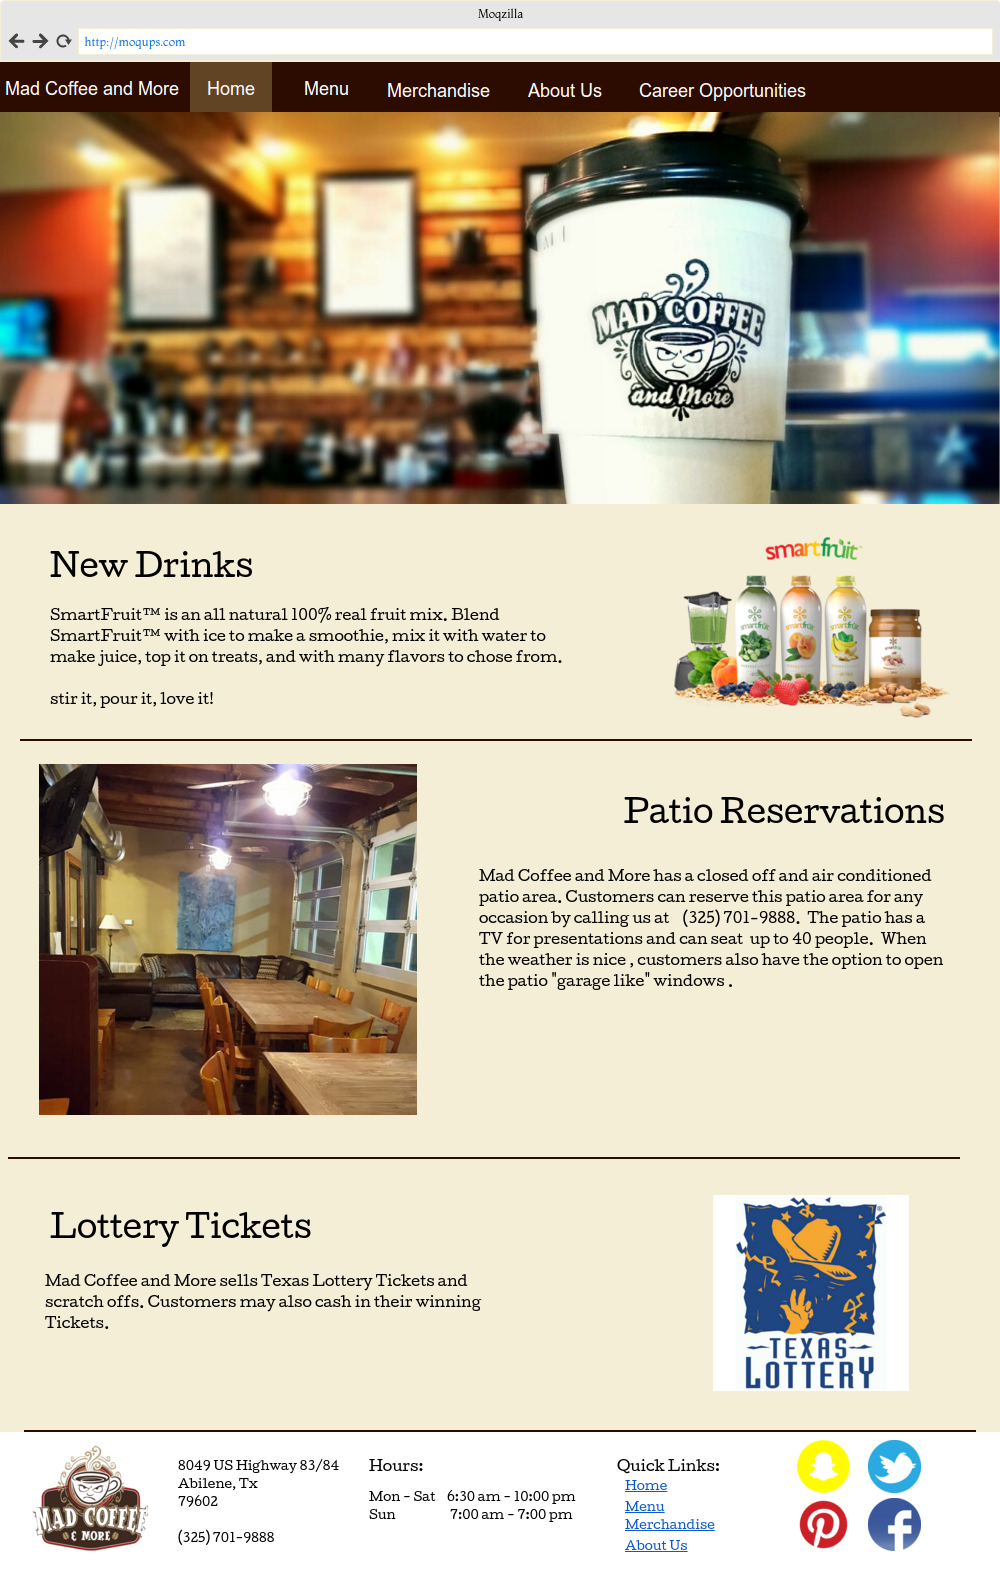 Moqzilla
http://moqups.com
Mad Coffee and More Home Menu Merchandise About Us Career Opportunities
MAD COFFEE
and More
New Drinks
SmartFruit™ is an all natural 100% real fruit mix. Blend
SmartFruit™ with ice to make a smoothie, mix it with water to
make juice, top it on treats, and with many flavors to chose from.
stir it, pour it, love it!
smartfruit
smartfruit
smartfruit
smartfruit
Patio Reservations
Mad Coffee and More has a closed off and air conditioned
patio area. Customers can reserve this patio area for any
occasion by calling us at (325) 701-9888. The patio has a
TV for presentations and can seat up to 40 people. When
the weather is nice , customers also have the option to open
the patio "garage like" windows .
Lottery Tickets
Mad Coffee and More sells Texas Lottery Tickets and
scratch offs. Customers may also cash in their winning
Tickets.
TEXAS
LOTTERY
MAD COFFEE
& MORE
8049 US Highway 83/84
Abilene, Tx
79602
(325) 701-9888
Hours:
Mon - Sat 6:30 am - 10:00 pm
Sun 7:00 am - 7:00 pm
Quick Links:
Home
Menu
Merchandise
About Us